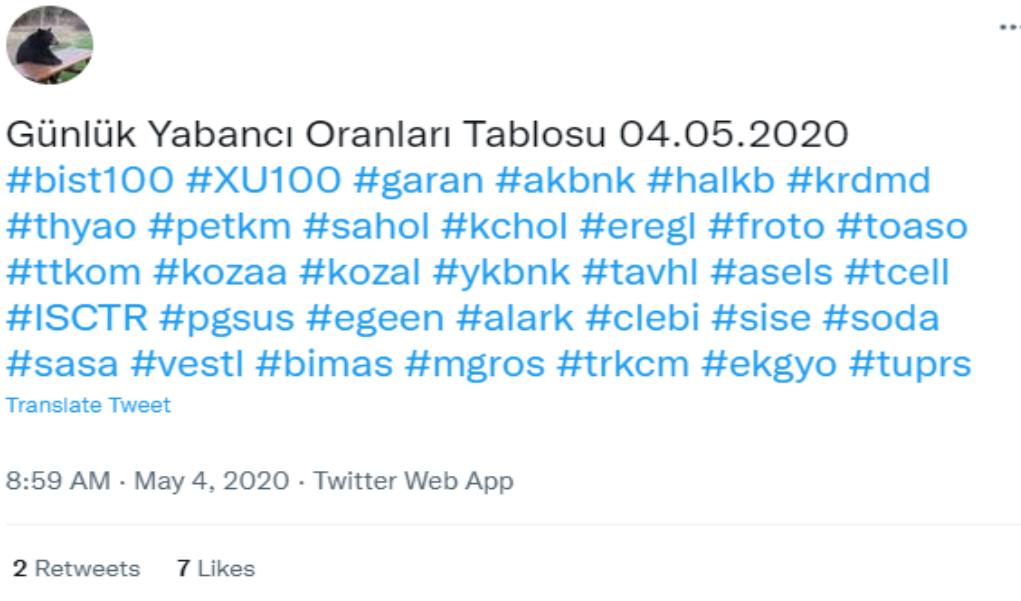 Günlük Yabancı Oranları Tablosu 04.05.2020
#bist100 #XU100 #garan #akbnk #halkb #krdmd
#thyao #petkm #sahol #kchol #eregl #froto #toaso
#ttkom #kozaa #kozal #ykbnk #tavhl #asels #tcell
#ISCTR #pgsus #egeen #alark #clebi #sise #soda
#sasa #vestl #bimas #mgros #trkcm #ekgyo #tuprs
Translate Tweet
8:59 AM · May 4, 2020 · Twitter Web App
2 Retweets 7 Likes